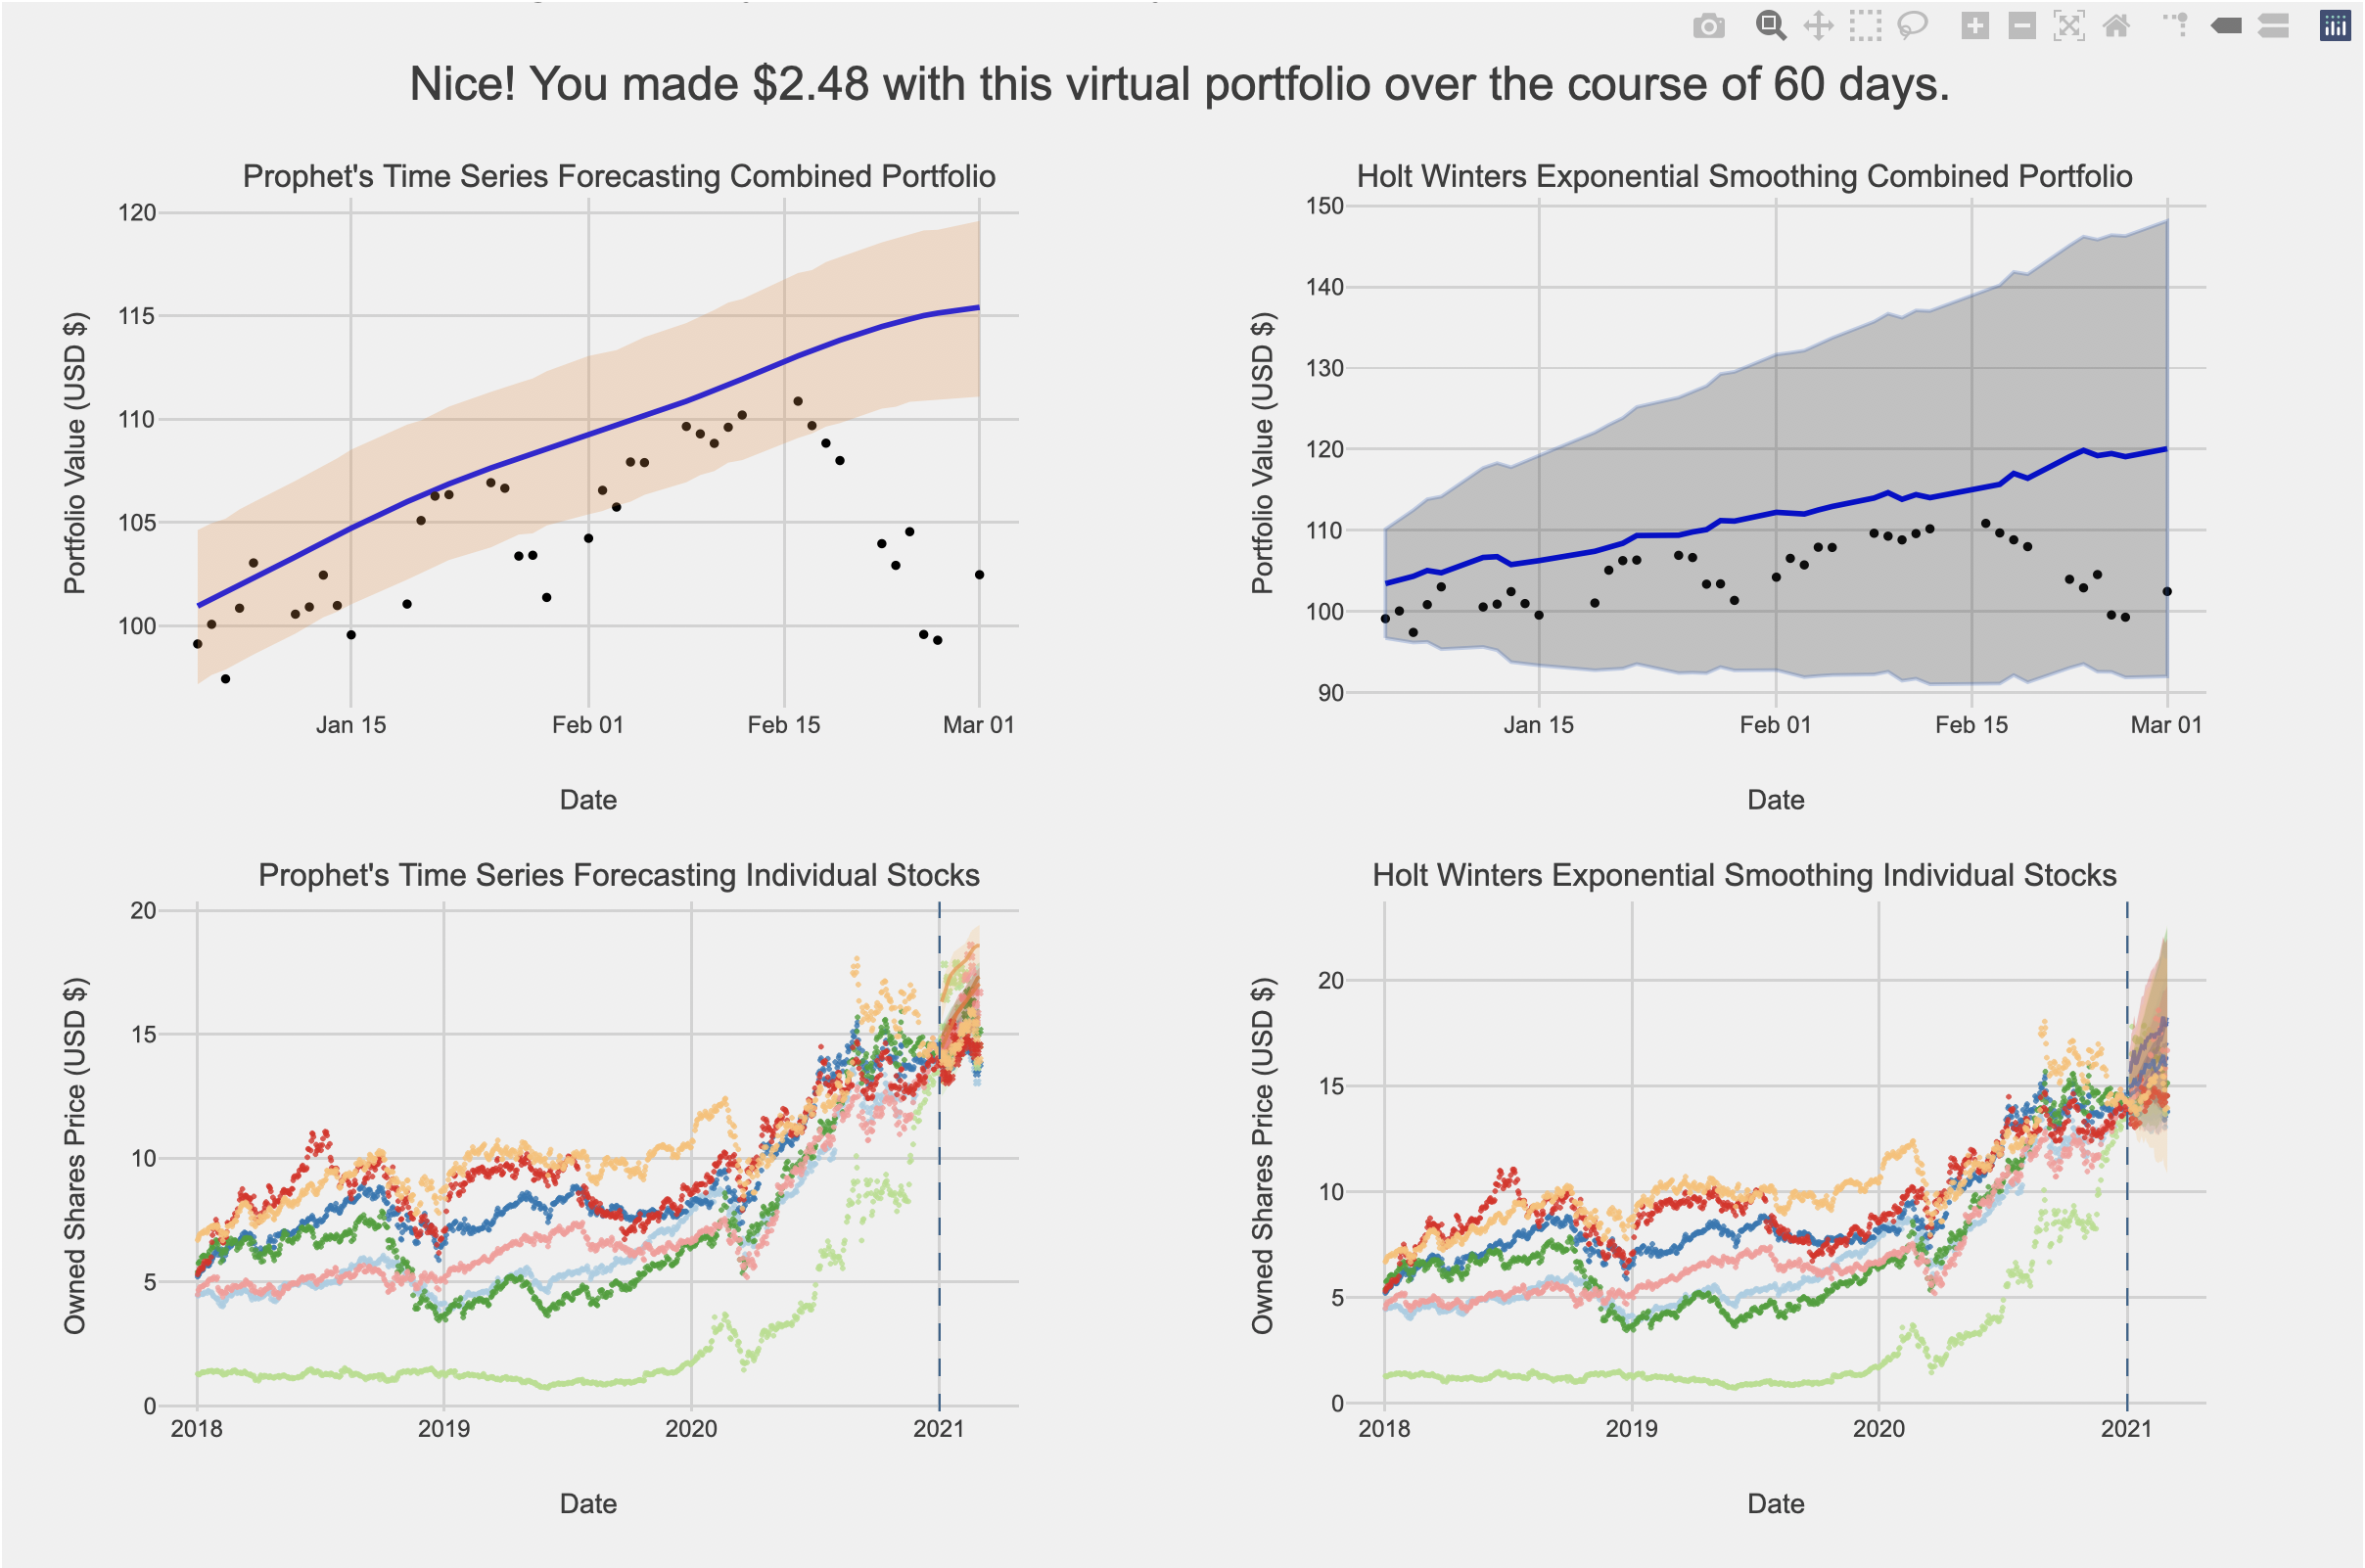 Nice! You made $2.48 with this virtual portfolio over the course of 60 days.
Prophet's Time Series Forecasting Combined Portfolio
120
115
110
105
100
Portfolio Value (USD $)
Jan 15
Feb 01
Feb 15
Mar 01
Date
Holt Winters Exponential Smoothing Combined Portfolio
150
140
130
120
110
100
90
Portfolio Value (USD $)
Jan 15
Feb 01
Feb 15
Mar 01
Date
Prophet's Time Series Forecasting Individual Stocks
20
15
10
5
0
Owned Shares Price (USD $)
2018
2019
2020
2021
Date
Holt Winters Exponential Smoothing Individual Stocks
20
15
10
5
0
Owned Shares Price (USD $)
2018
2019
2020
2021
Date